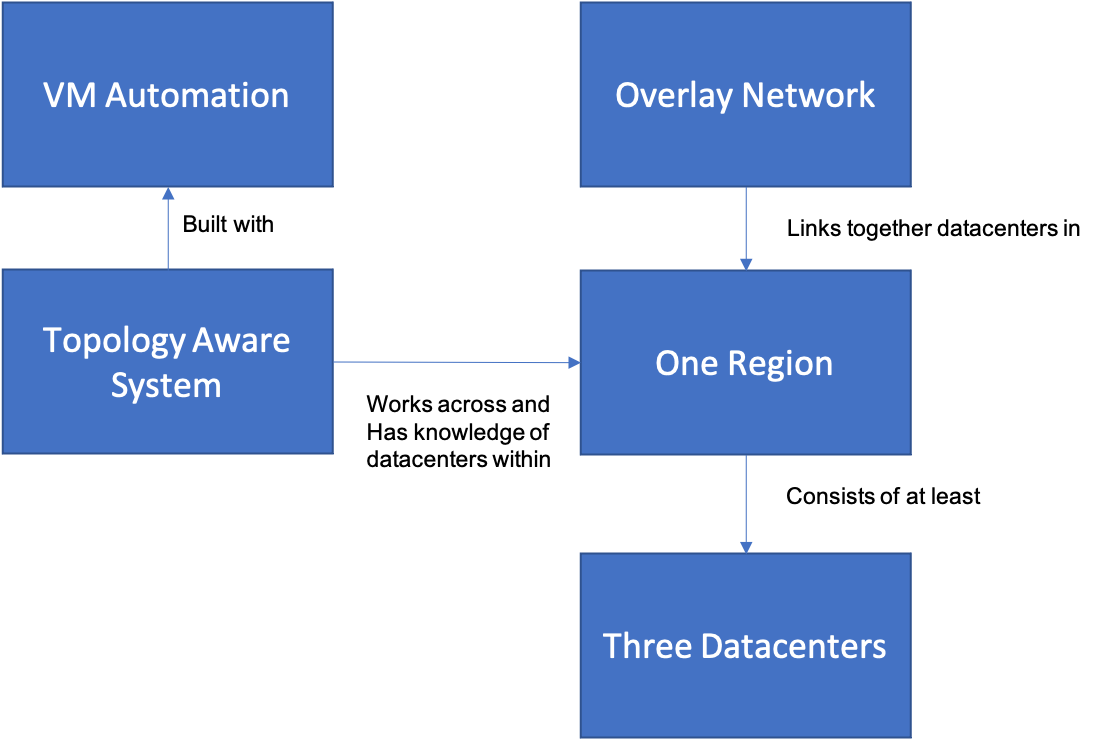 VM Automation
Overlay Network
Built with
Links together datacenters in
Topology Aware
System
One Region
Works across and
Has knowledge of
datacenters within
Consists of at least
Three Datacenters